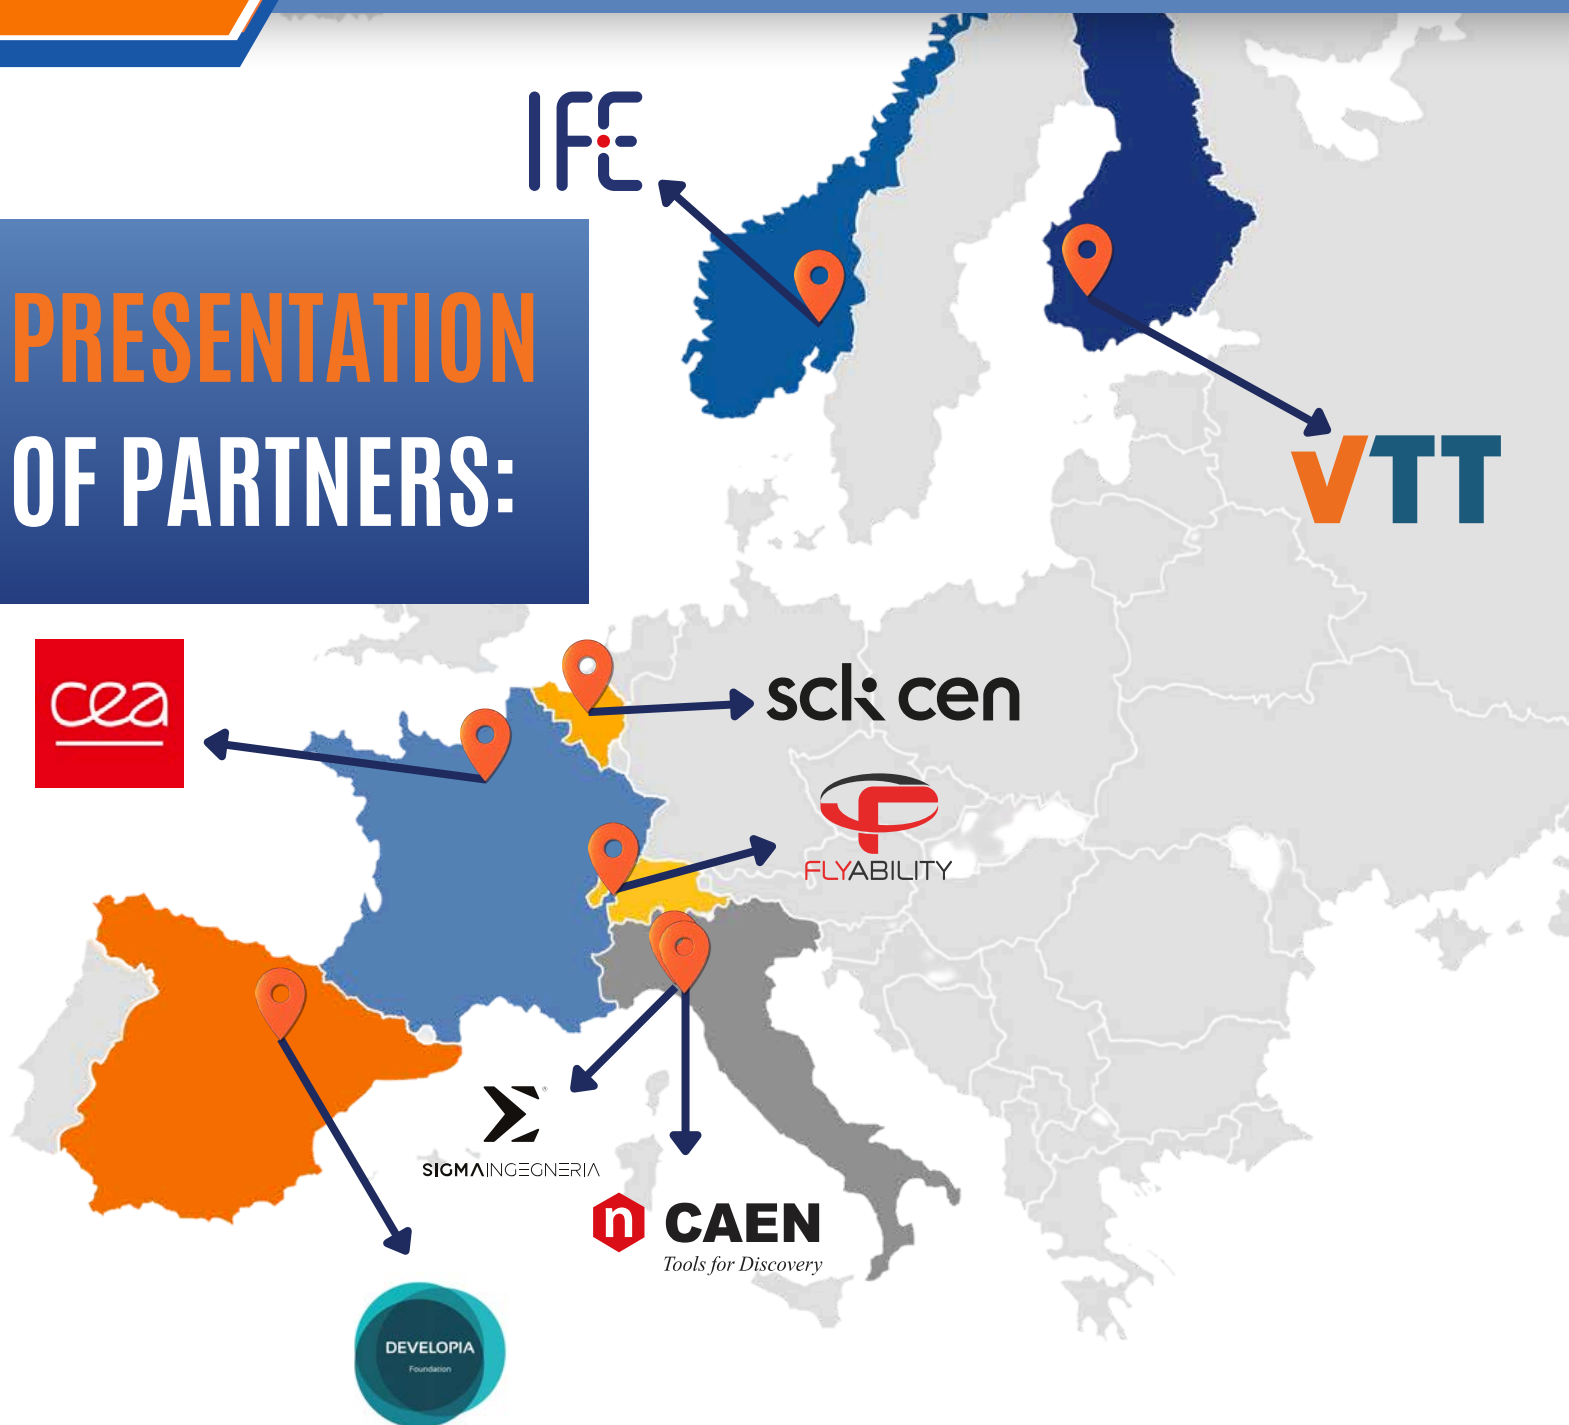 IFE
PRESENTATION
OF PARTNERS:
VTT
cea
sck cen
FLYABILITY
SIGMAINGEGNERIA
n CAEN
Tools for Discovery
DEVELOPIA
Foundation